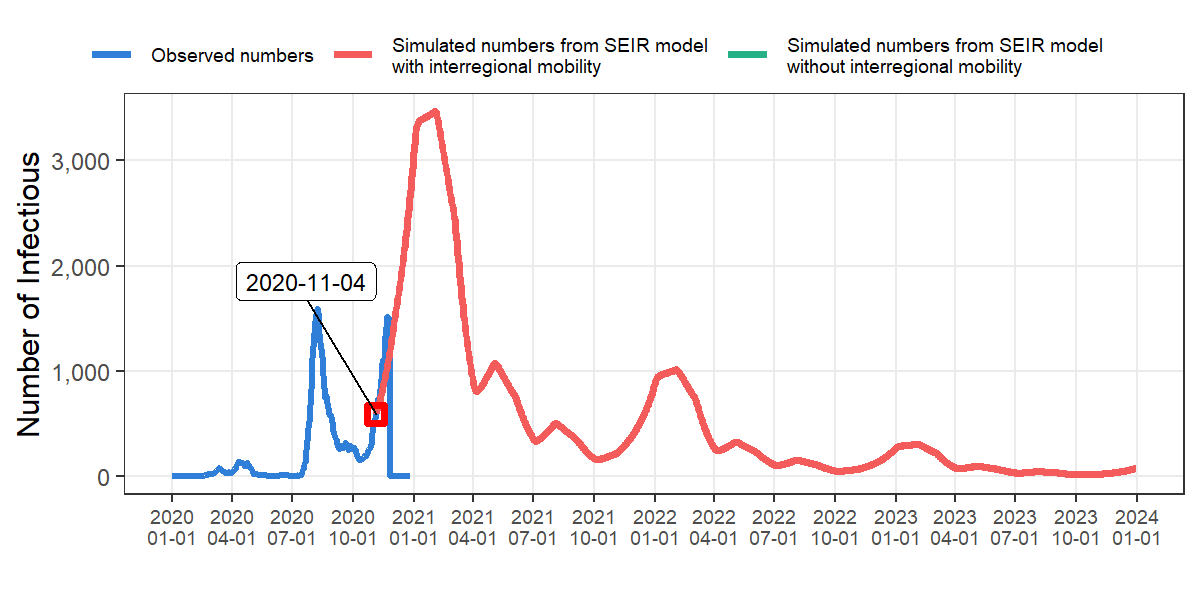 Observed numbers
Simulated numbers from SEIR model
with interregional mobility
Simulated numbers from SEIR model
without interregional mobility
Number of Infectious
3,000
2,000
1,000
0
2020-11-04
2020 2020 2020 2020 2021 2021 2021 2021 2022 2022 2022 2022 2023 2023 2023 2023 2024
01-01 04-01 07-01 10-01 01-01 04-01 07-01 10-01 01-01 04-01 07-01 10-01 01-01 04-01 07-01 10-01 01-01